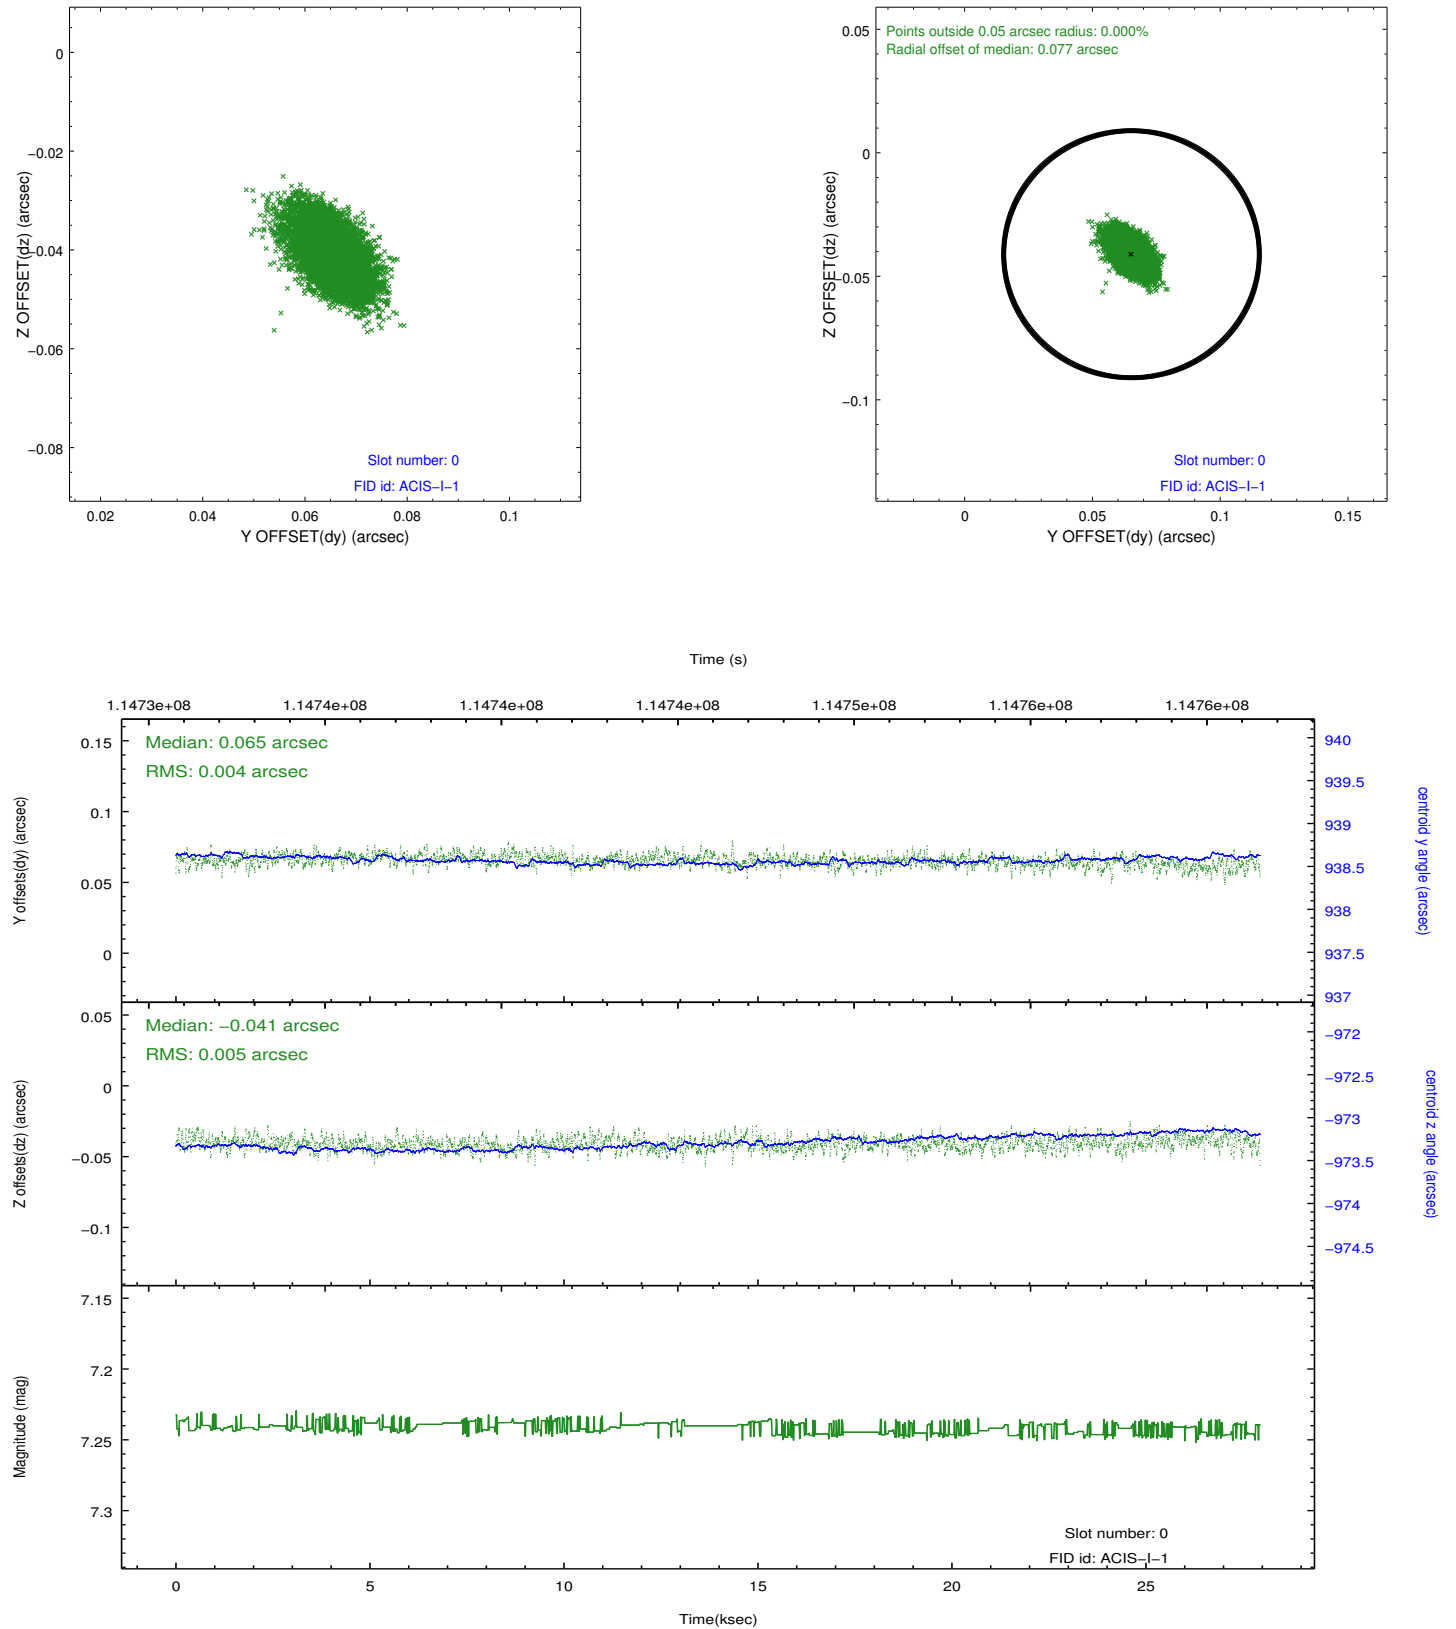 0
−0.02
−0.04
−0.06
−0.08
Z OFFSET(dz) (arcsec)
Slot number: 0
FID id: ACIS−I−1
0.02 0.04 0.06 0.08 0.1
Y OFFSET(dy) (arcsec)
Points outside 0.05 arcsec radius: 0.000%
Radial offset of median: 0.077 arcsec
0.05
0
−0.05
−0.1
Z OFFSET(dz) (arcsec)
Slot number: 0
FID id: ACIS−I−1
0 0.05 0.1 0.15
Y OFFSET(dy) (arcsec)
Time (s)
1.1473e+08 1.1474e+08 1.1474e+08 1.1474e+08 1.1475e+08 1.1476e+08 1.1476e+08
Median: 0.065 arcsec
RMS: 0.004 arcsec
0.15
0.1
0.05
0
Y offsets(dy) (arcsec)
940
939.5
939
938.5
938
937.5
937
centroid y angle (arcsec)
Median: −0.041 arcsec
RMS: 0.005 arcsec
0.05
0
−0.05
−0.1
Z offsets(dz) (arcsec)
−972
−972.5
−973
−973.5
−974
−974.5
centroid z angle (arcsec)
7.15
7.2
7.25
7.3
Magnitude (mag)
Slot number: 0
FID id: ACIS−I−1
0 5 10 15 20 25
Time(ksec)